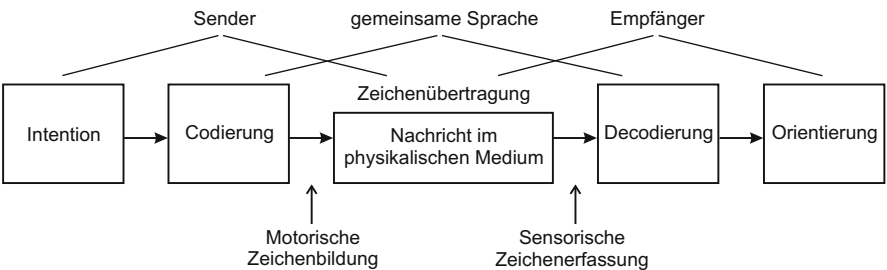 Sender
gemeinsame Sprache
Empfänger
Zeichenübertragung
Intention
Codierung
Nachricht im
physikalischen Medium
Decodierung
Orientierung
Motorische
Zeichenbildung
Sensorische
Zeichenerfassung